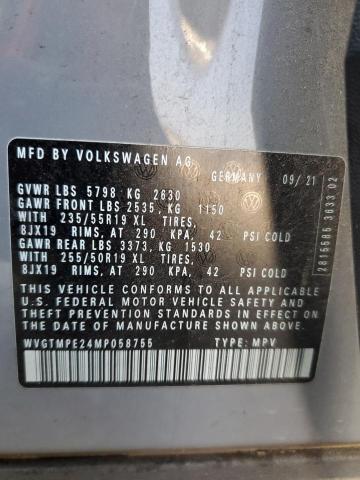 MFD BY VOLKSWAGEN AG
GERMANY 09/21
GVWR LBS 5798 KG 2630
GAWR FRONT LBS 2535, KG 1150
WITH 235/55R19 XL TIRES,
8JX19 RIMS, AT 290 KPA, 42 PSI COLD
GAWR REAR LBS 3373, KG 1530
WITH 255/50R19 XL TIRES,
8JX19 RIMS, AT 290 KPA, 42 PSI COLD
THIS VEHICLE CONFORMS TO ALL APPLICABLE
U.S. FEDERAL MOTOR VEHICLE SAFETY AND
THEFT PREVENTION STANDARDS IN EFFECT ON
THE DATE OF MANUFACTURE SHOWN ABOVE
WVGTMPE24MP058755 TYPE: MPV
2815585 3633 02